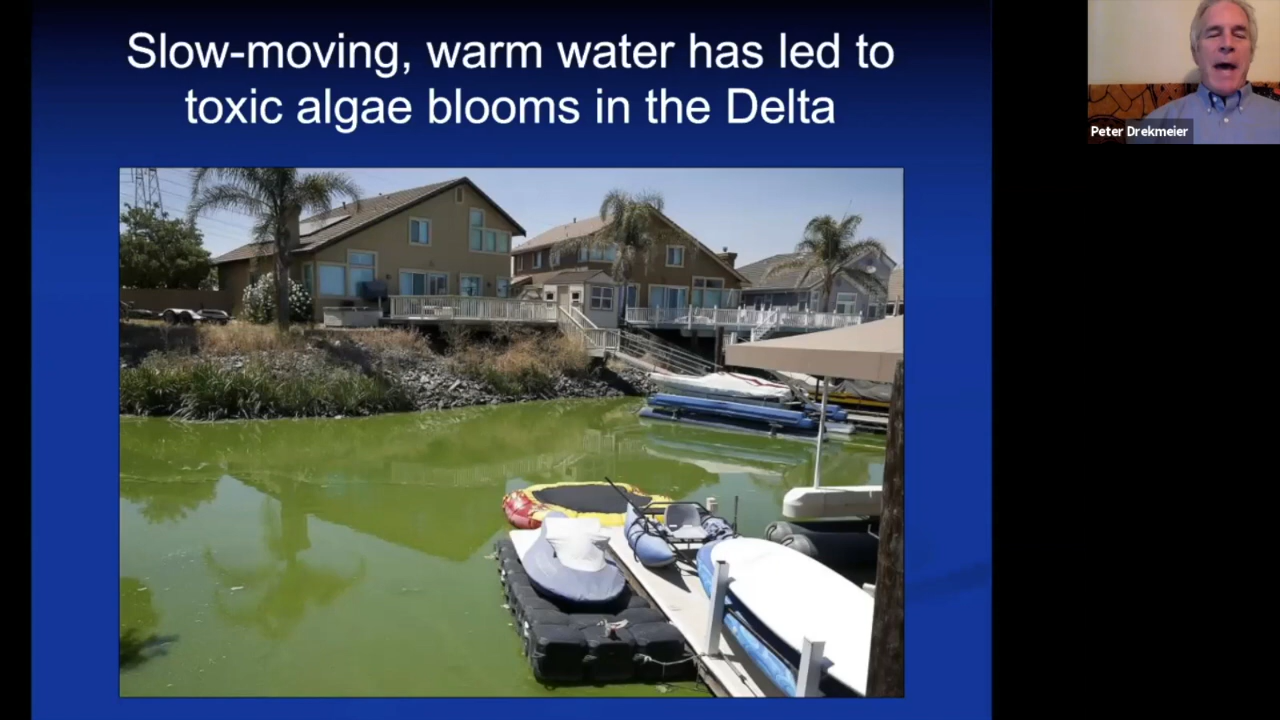 Slow-moving, warm water has led to
toxic algae blooms in the Delta
Peter Drekmeier